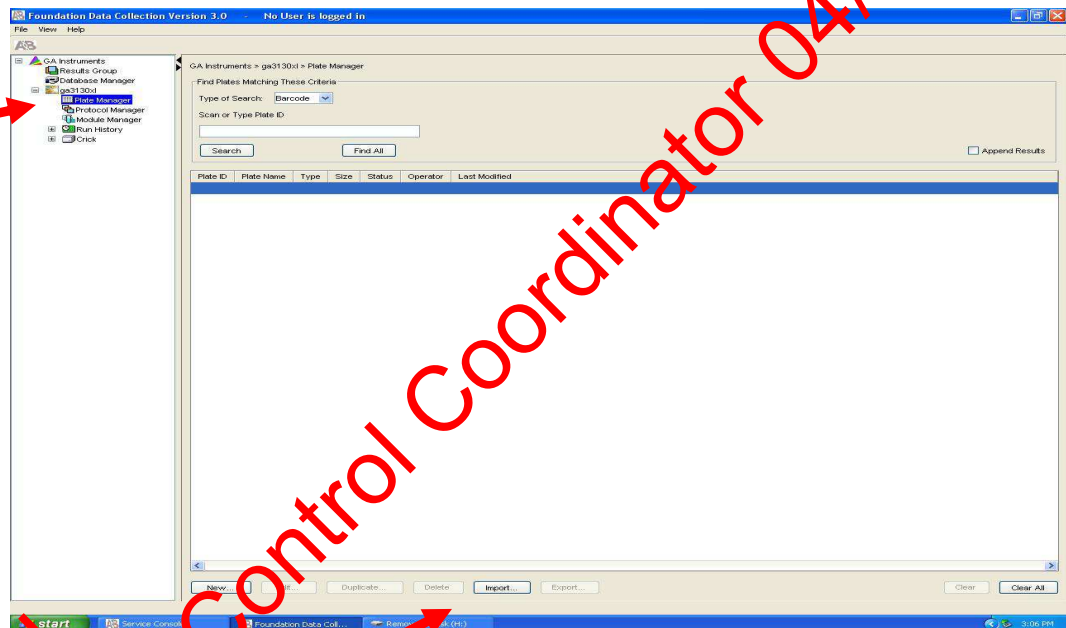 Foundation Data Collection Version 3.0 - No User is logged in
File View Help
AB
GA Instruments
Results Group
Database Manager
ga3130xl
Plate Manager
Protocol Manager
Module Manager
Run History
Crick
GA Instruments > ga3130xl > Plate Manager
Find Plates Matching These Criteria
Type of Search: Barcode
Scan or Type Plate ID
Search Find All Append Results
Plate ID Plate Name Type Size Status Operator Last Modified
New... Duplicate... Delete Import... Export... Clear Clear All
start Service Consol Foundation Data Coll... (H:) 3:06 PM
Control Coordinator 04/